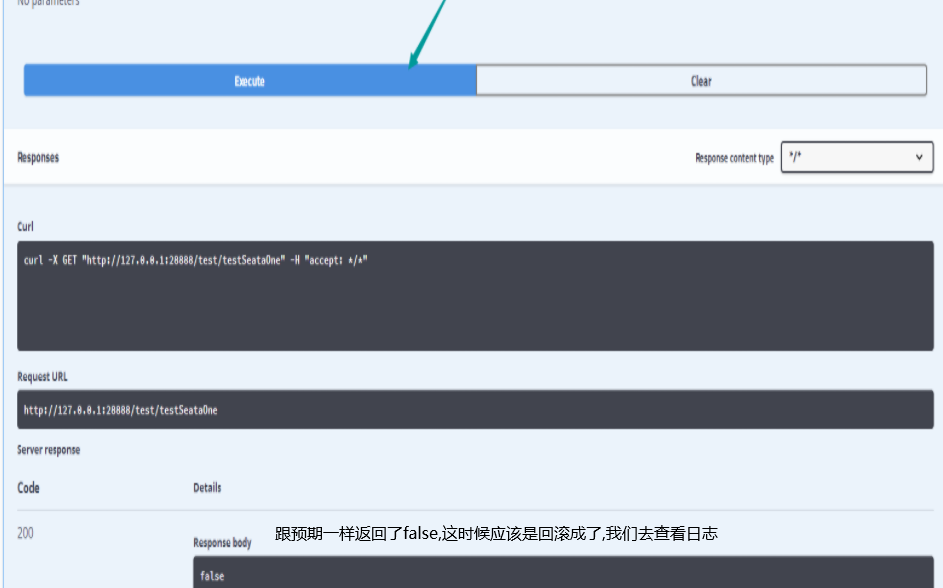 No parameters
Execute
Clear
Responses
Response content type */*
Curl
curl -X GET "http://127.0.0.1:28888/test/testSeataOne" -H "accept: */*"
Request URL
http://127.0.0.1:28888/test/testSeataOne
Server response
Code Details
200
跟预期一样返回了false,这时候应该是回滚成了,我们去查看日志
Response body
false